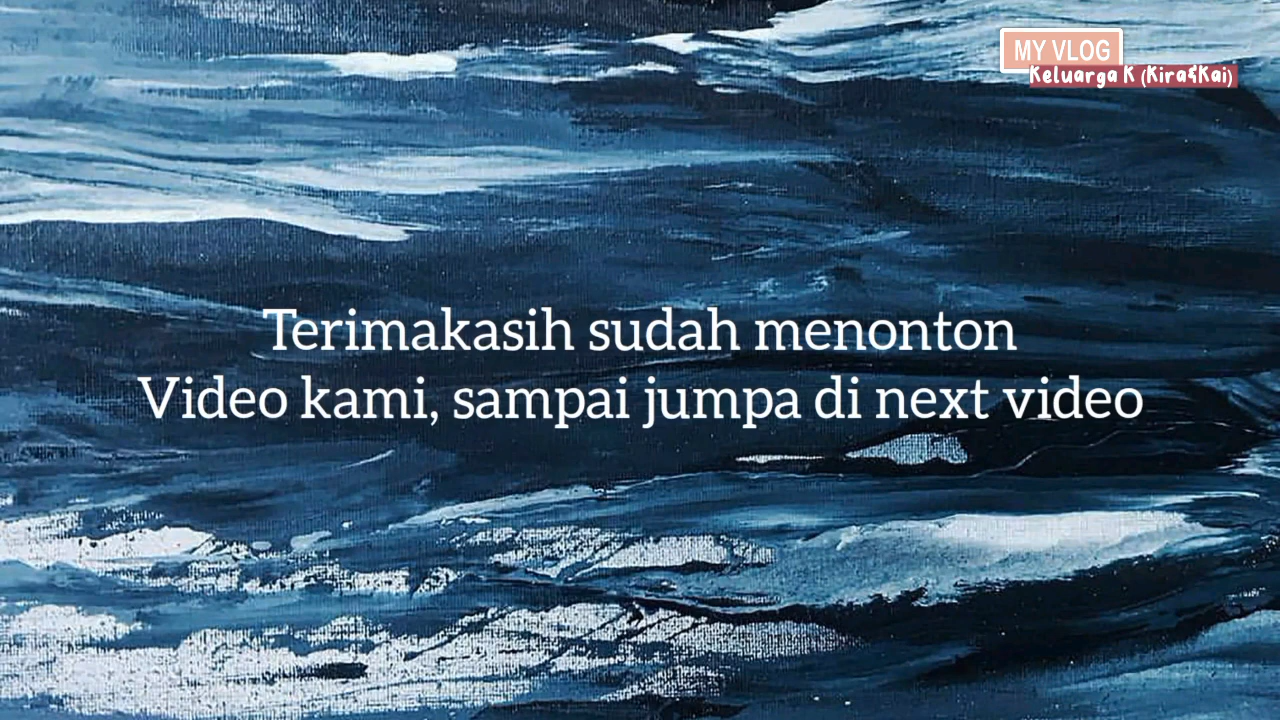 MY VLOG
Keluarga K (Kira&Kai)
Terimakasih sudah menonton
Video kami, sampai jumpa di next video